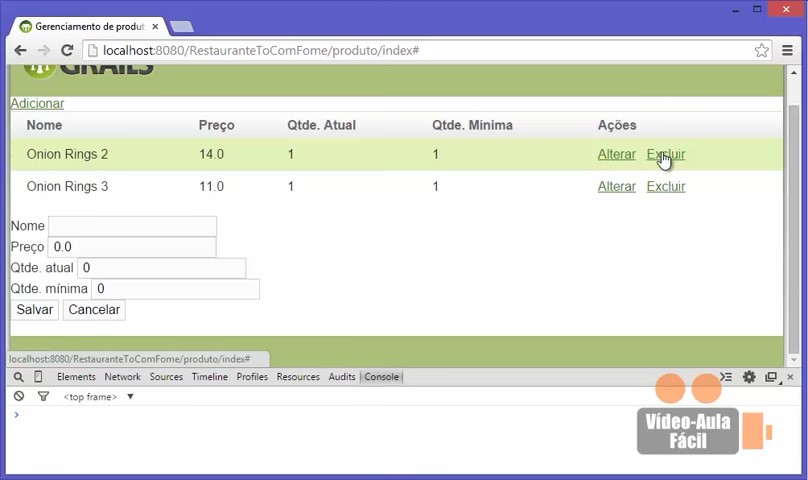 Gerenciamento de produt
localhost:8080/RestauranteToComFome/produto/index#
GRAILS
Adicionar
Nome Preço Qtde. Atual Qtde. Minima Ações
Onion Rings 2 14.0 1 1 Alterar Excluir
Onion Rings 3 11.0 1 1 Alterar Excluir
Nome
Preço 0.0
Qtde. atual 0
Qtde. mínima 0
Salvar Cancelar
localhost:8080/RestauranteToComFome/produto/index#
Elements Network Sources Timeline Profiles Resources Audits Console
<top frame>
Vídeo-Aula
Fácil